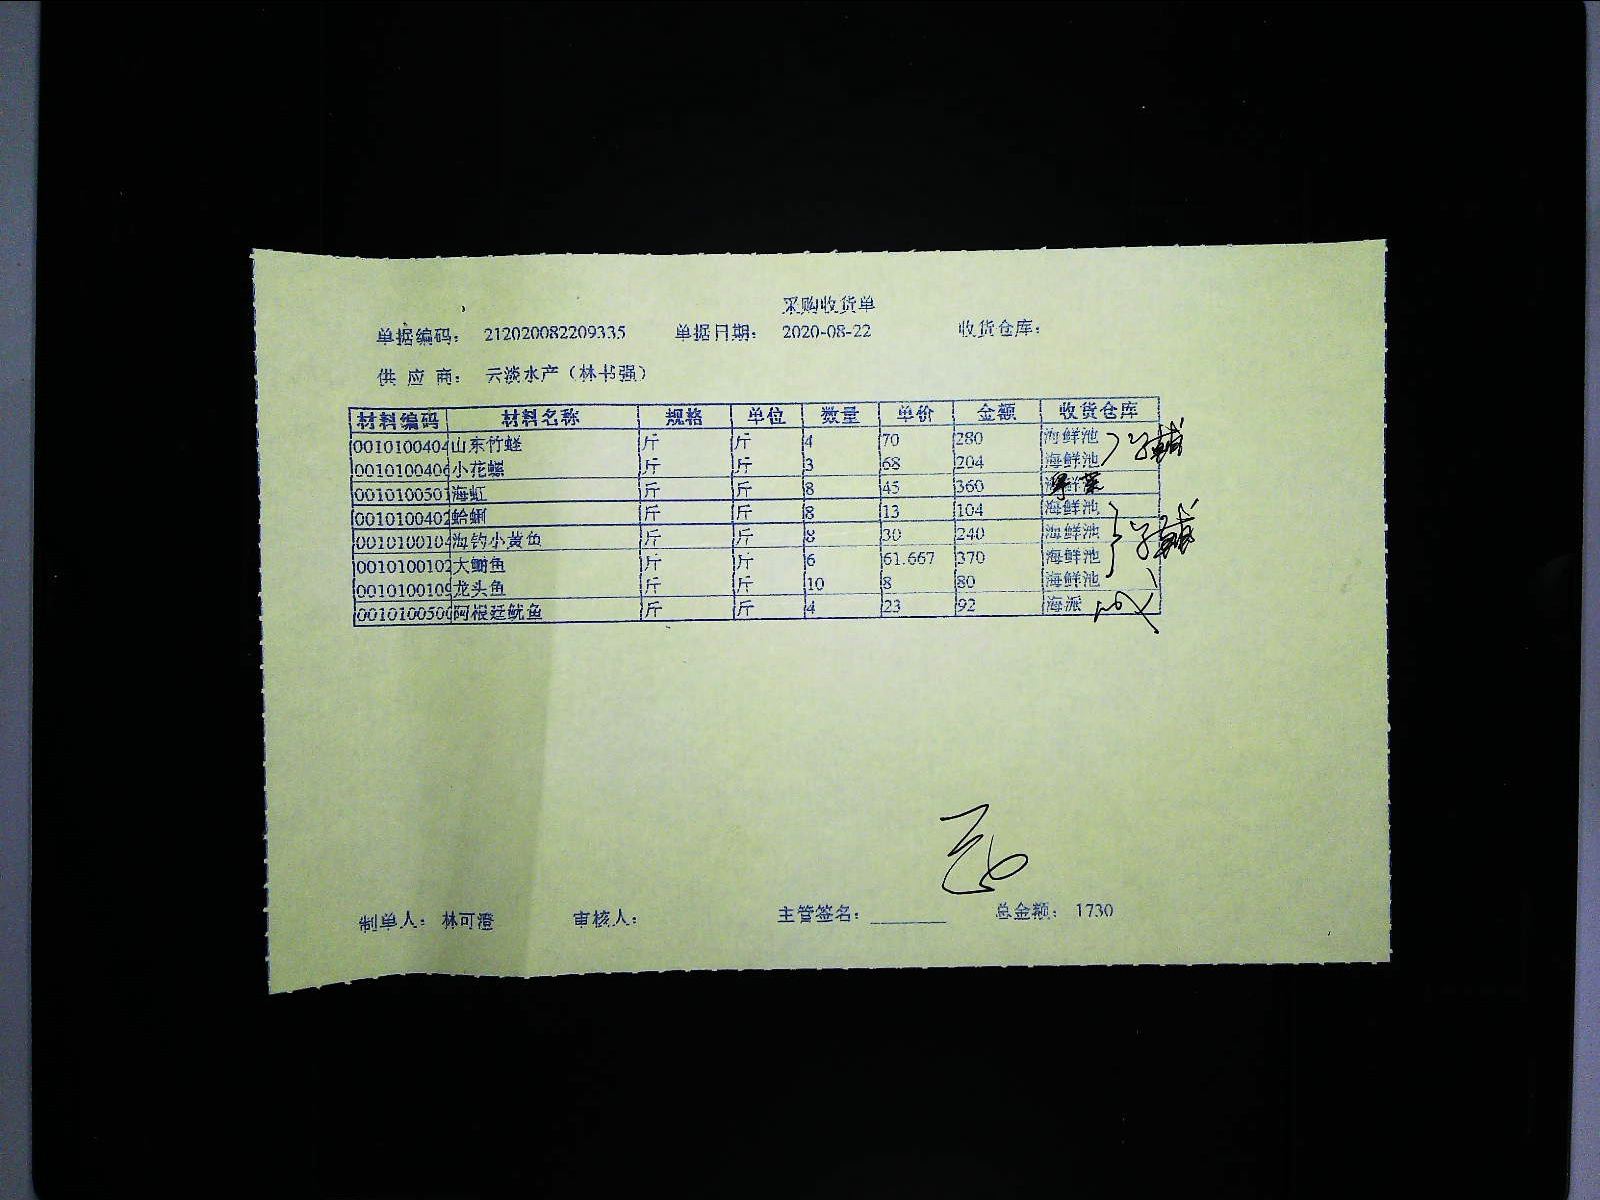 采购收货单
单据编码： 212020082209335 单据日期： 2020-08-22 收货仓库：
供 应 商： 云淡水产（林书强）
材料编码 材料名称 规格 单位 数量 单价 金额 收货仓库
0010100404 山东竹蛏 斤 斤 4 70 280 海鲜池
0010100406 小花螺 斤 斤 3 68 204 海鲜池
001010050 海虹 斤 斤 8 45 360
0010100402 蛤蜊 斤 斤 8 13 104 海鲜池
001010010 海钓小黄鱼 斤 斤 8 30 240 海鲜池
0010100102 大鲥鱼 斤 斤 6 61.667 370 海鲜池
0010100109 龙头鱼 斤 斤 10 8 80 海鲜池
0010100500 阿根廷鱿鱼 斤 斤 4 23 92 海派
制单人： 林可澄 审核人： 主管签名： 总金额： 1730